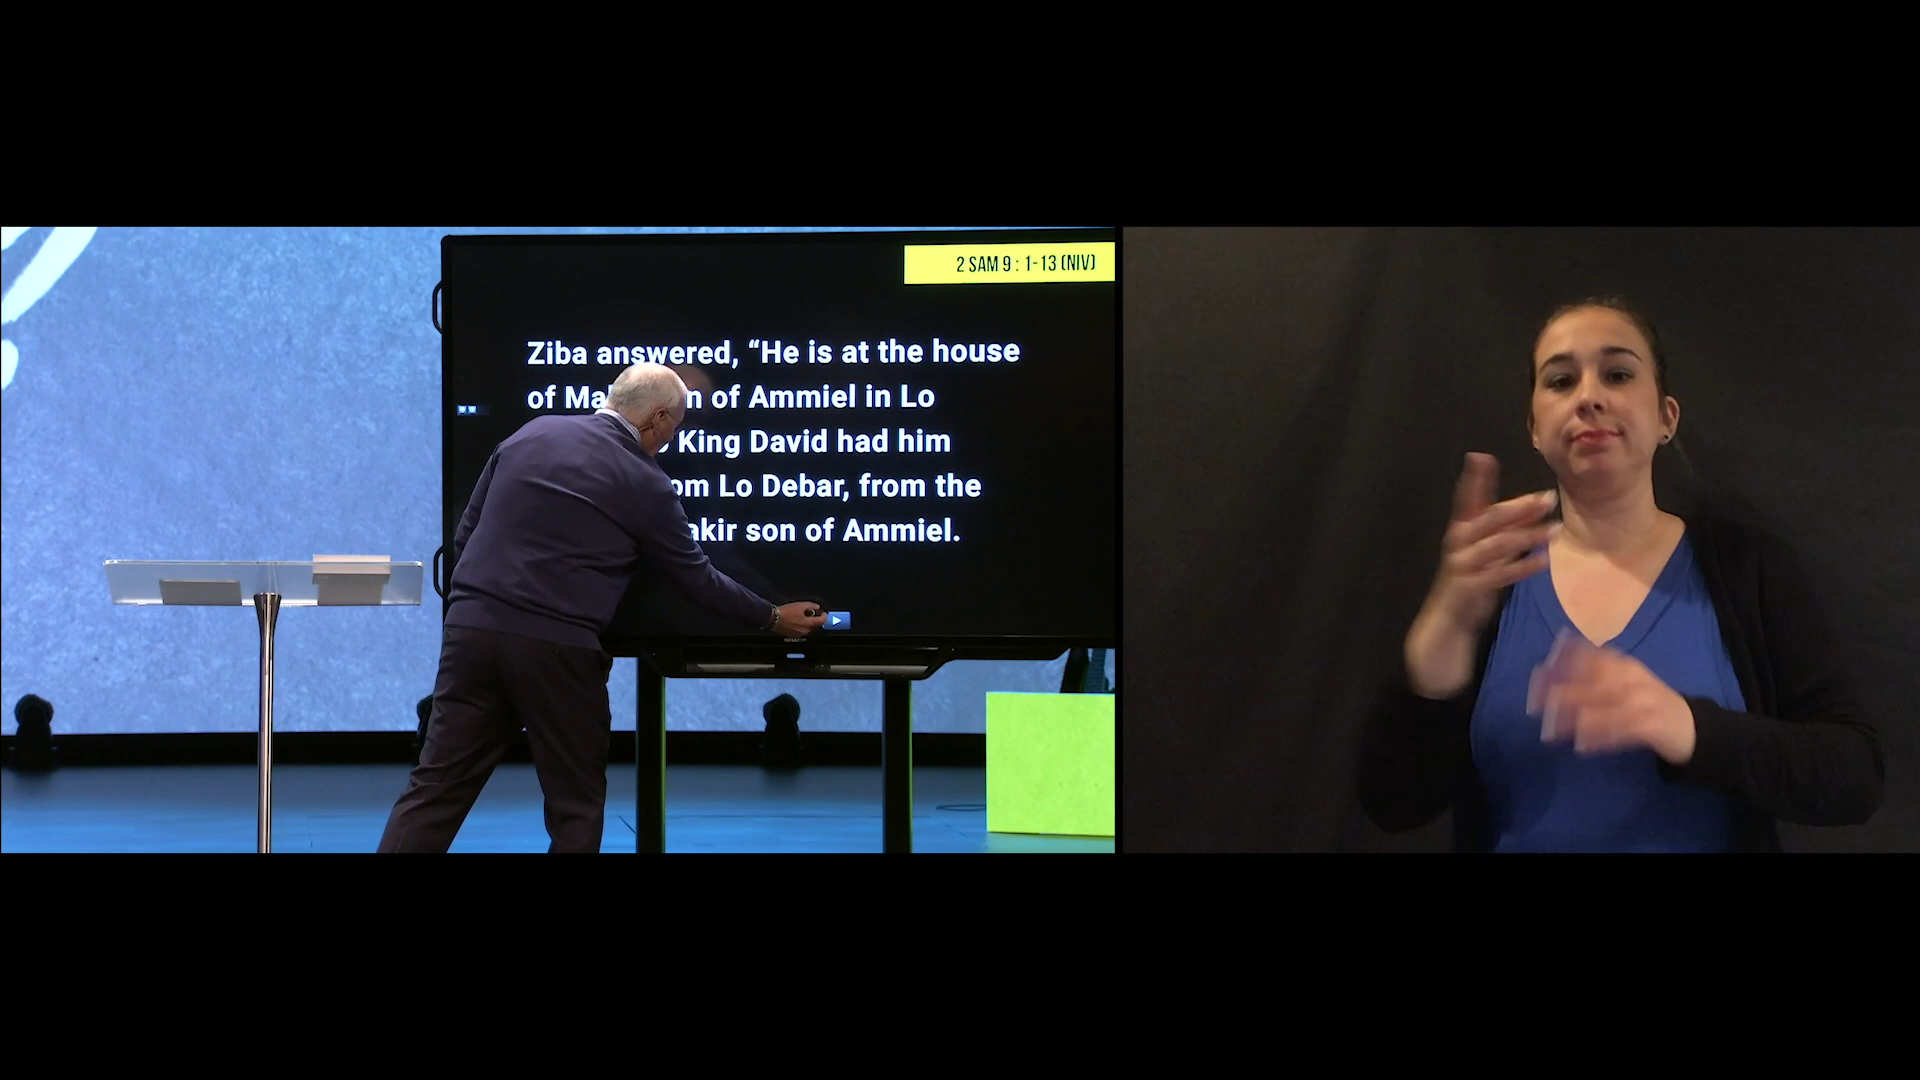 2 SAM 9 : 1-13 (NIV)
Ziba answered, “He is at the house
of Ma n of Ammiel in Lo
s King David had him
om Lo Debar, from the
akir son of Ammiel.